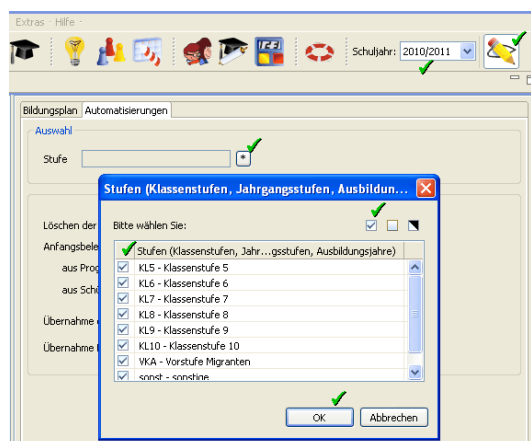 Extras Hilfe
123
Schuljahr: 2010/2011
Bildungsplan Automatisierungen
Auswahl
Stufe *
Stufen (Klassenstufen, Jahrgangsstufen, Ausbildun...
Löschen der
Bitte wählen Sie:
Anfangsbele
Stufen (Klassenstufen, Jahr...gsstufen, Ausbildungsjahre)
aus Prog
KL5 - Klassenstufe 5
KL6 - Klassenstufe 6
aus Schü
KL7 - Klassenstufe 7
KL8 - Klassenstufe 8
Übernahme
KL9 - Klassenstufe 9
KL10 - Klassenstufe 10
Übernahme
VKA - Vorstufe Migranten
sonst - sonstige
OK Abbrechen